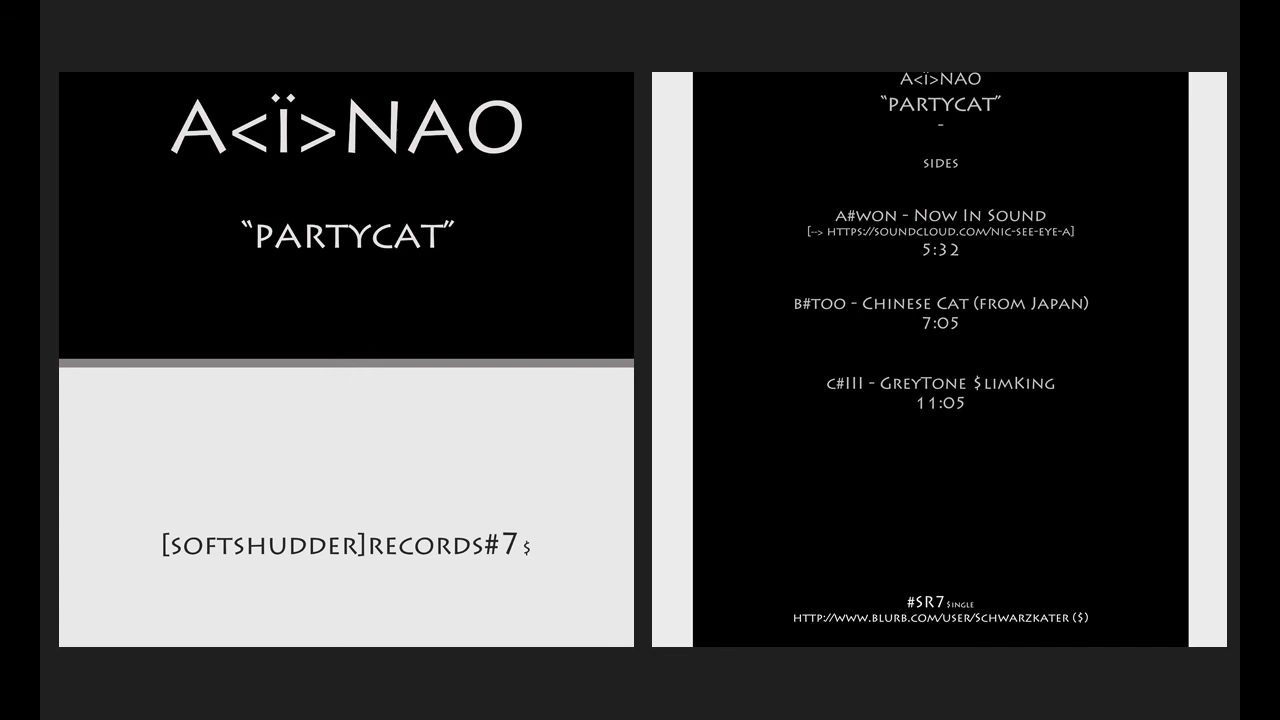 A<ï>NAO
“PARTYCAT”
[SOFTSHUDDER]RECORDS#7 $
A<ï>NAO
“PARTYCAT”
-
SIDES
A#WON - NOW IN SOUND
[--> HTTPS://SOUNDCLOUD.COM/NIC-SEE-EYE-A]
5:32
B#TOO - CHINESE CAT (FROM JAPAN)
7:05
C#III - GREYTONE $LIMKING
11:05
#SR7 $INGLE
HTTP://WWW.BLURB.COM/USER/SCHWARZKATER ($)